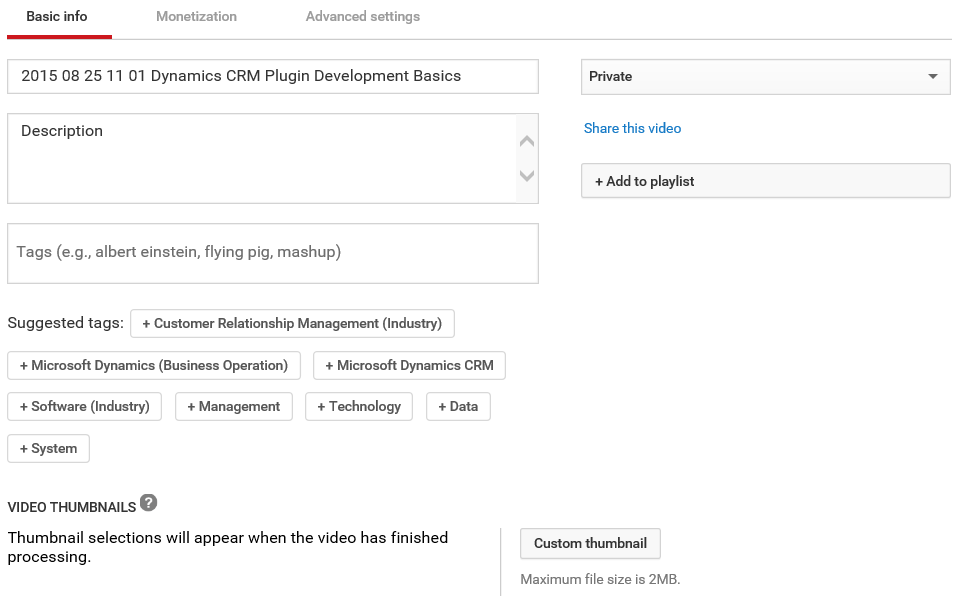 Basic info Monetization Advanced settings
2015 08 25 11 01 Dynamics CRM Plugin Development Basics
Private
Description
Share this video
+ Add to playlist
Tags (e.g., albert einstein, flying pig, mashup)
Suggested tags: + Customer Relationship Management (Industry)
+ Microsoft Dynamics (Business Operation) + Microsoft Dynamics CRM
+ Software (Industry) + Management + Technology + Data
+ System
VIDEO THUMBNAILS ?
Thumbnail selections will appear when the video has finished
processing.
Custom thumbnail
Maximum file size is 2MB.